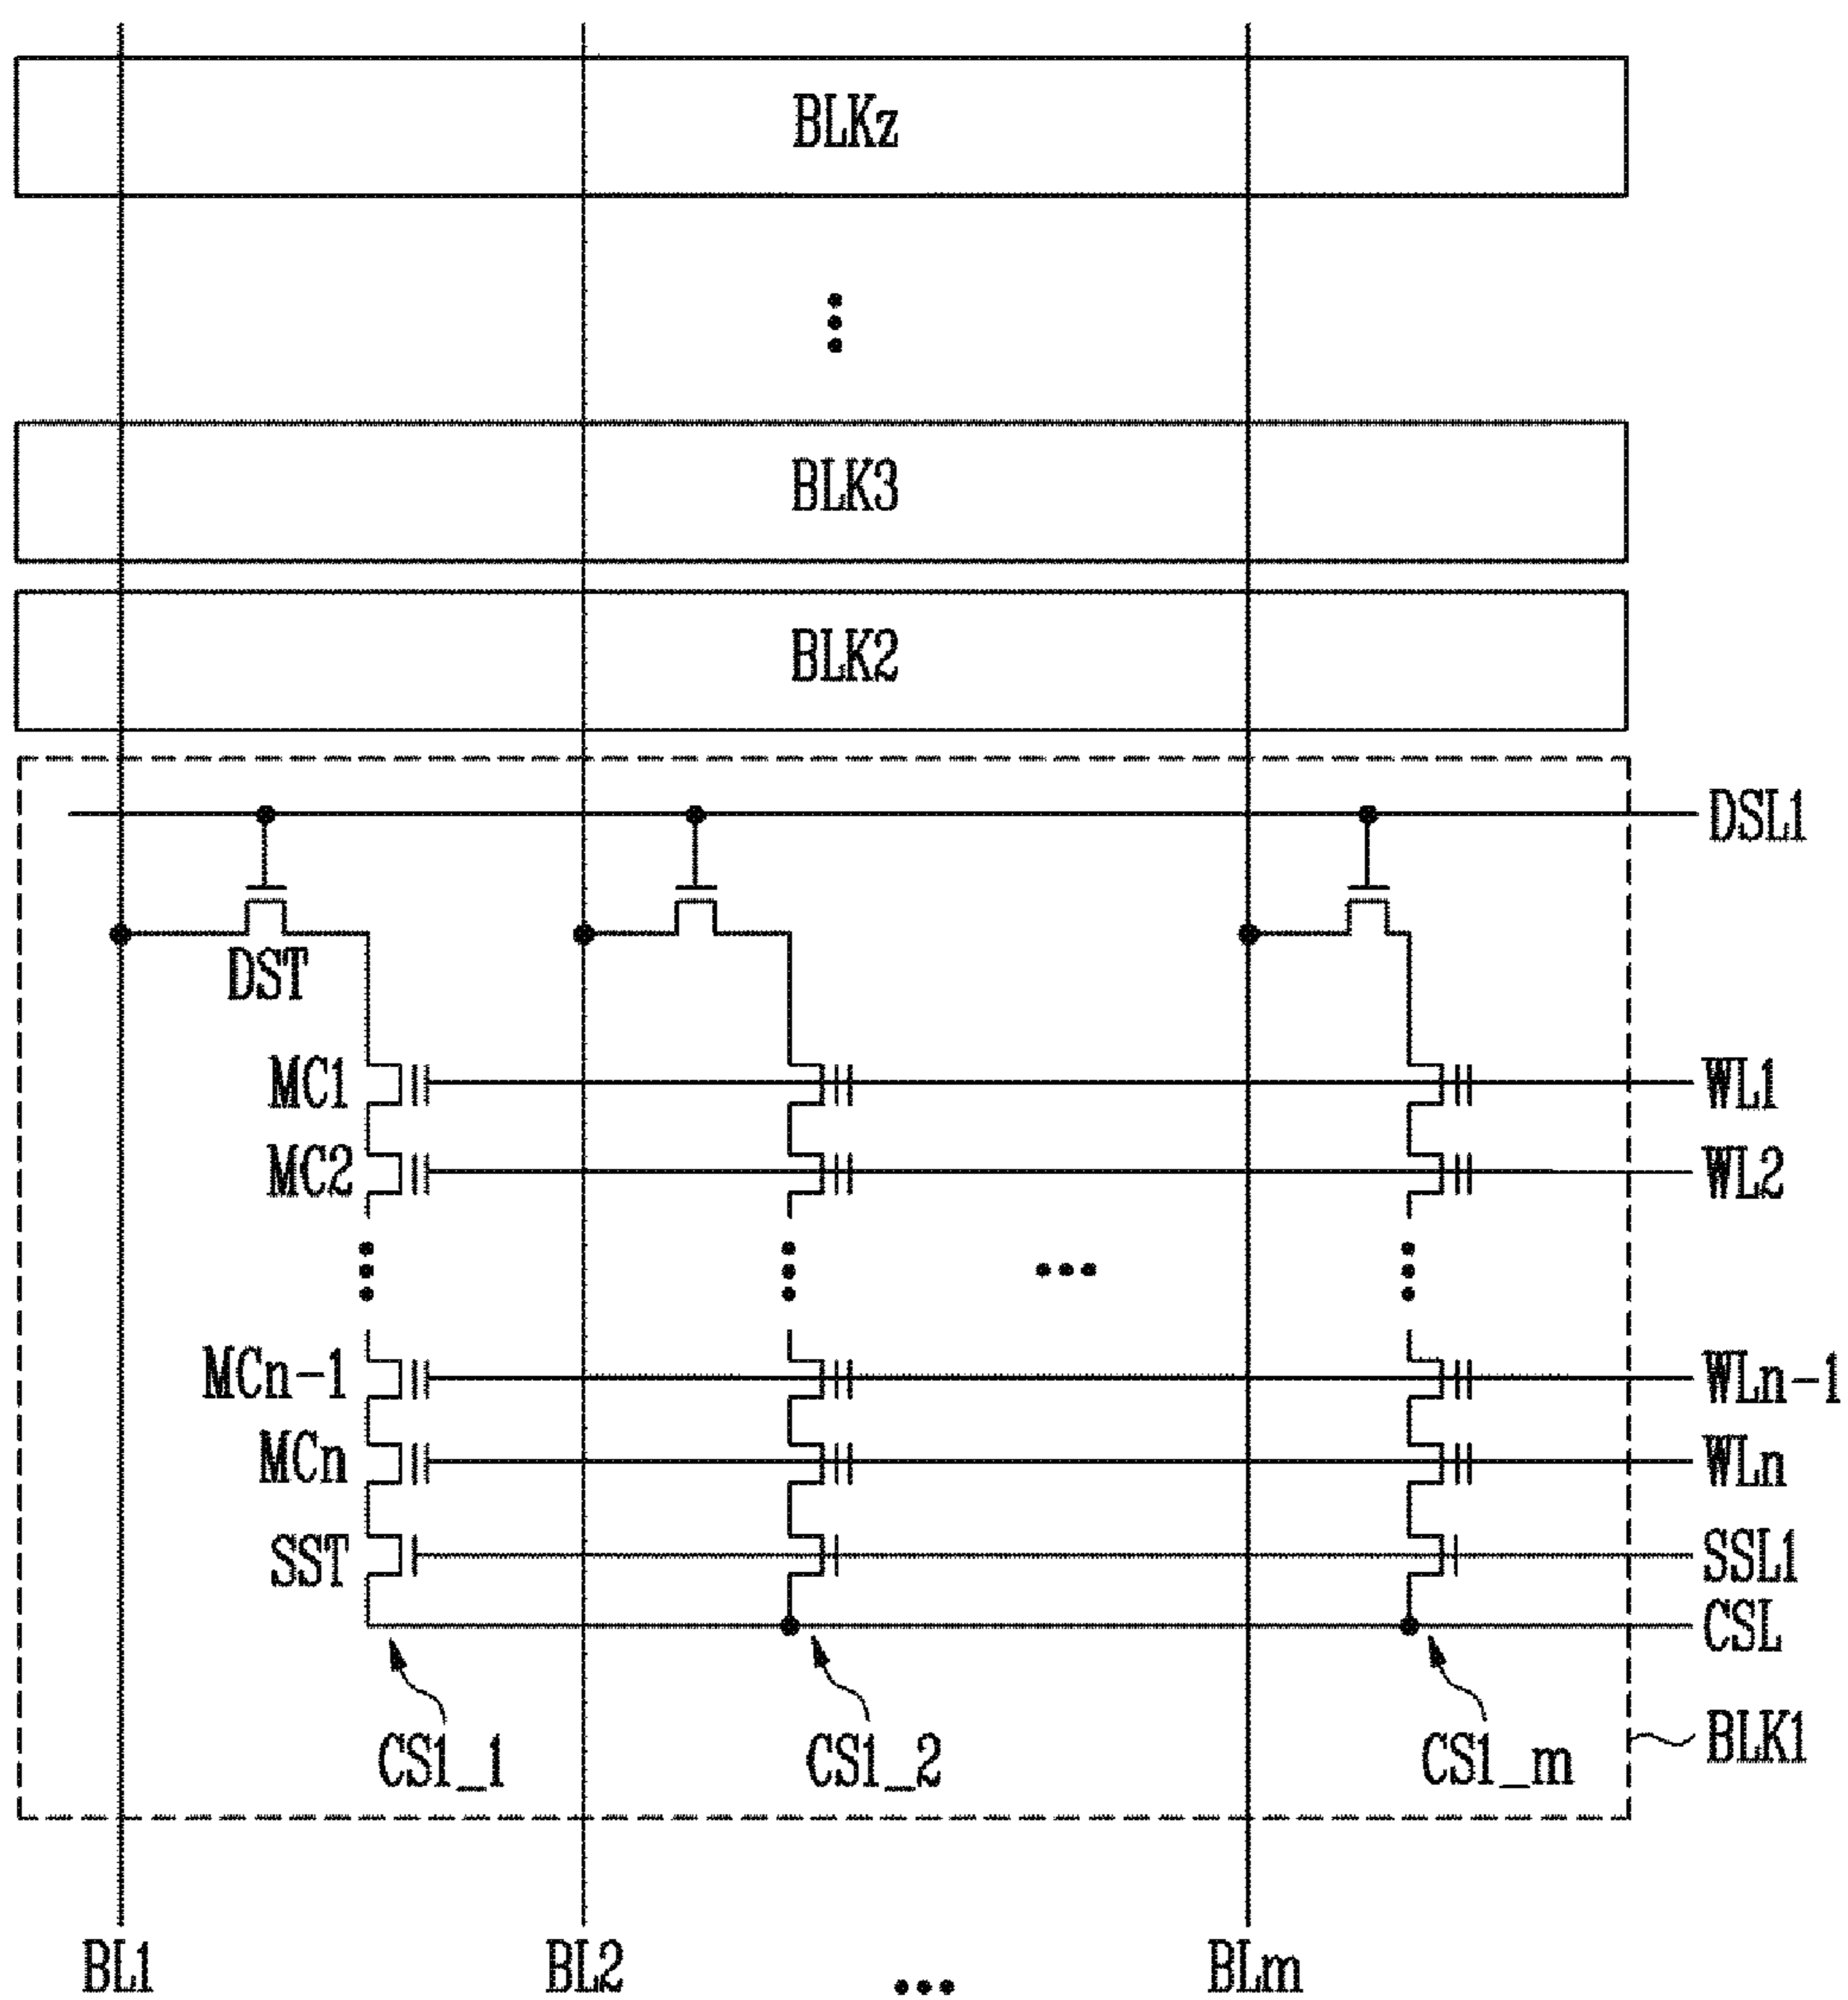 BLKz
BLK3
BLK2
DSL1
DST
MC1 WL1
MC2 WL2
MCn-1 WLn-1
MCn WLn
SST SSL1
CSL
CS1_1 CS1_2 CS1_m BLK1
BL1 BL2 ... BLm